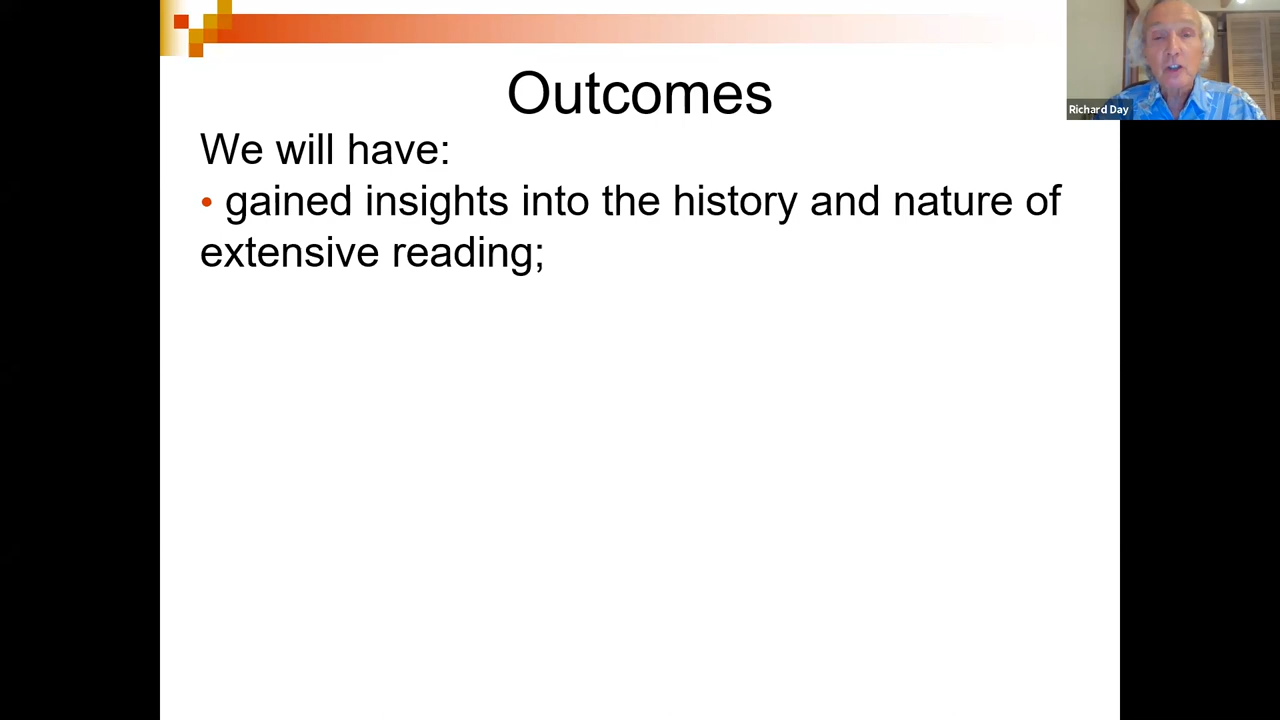 Outcomes
We will have:
• gained insights into the history and nature of
extensive reading;
Richard Day